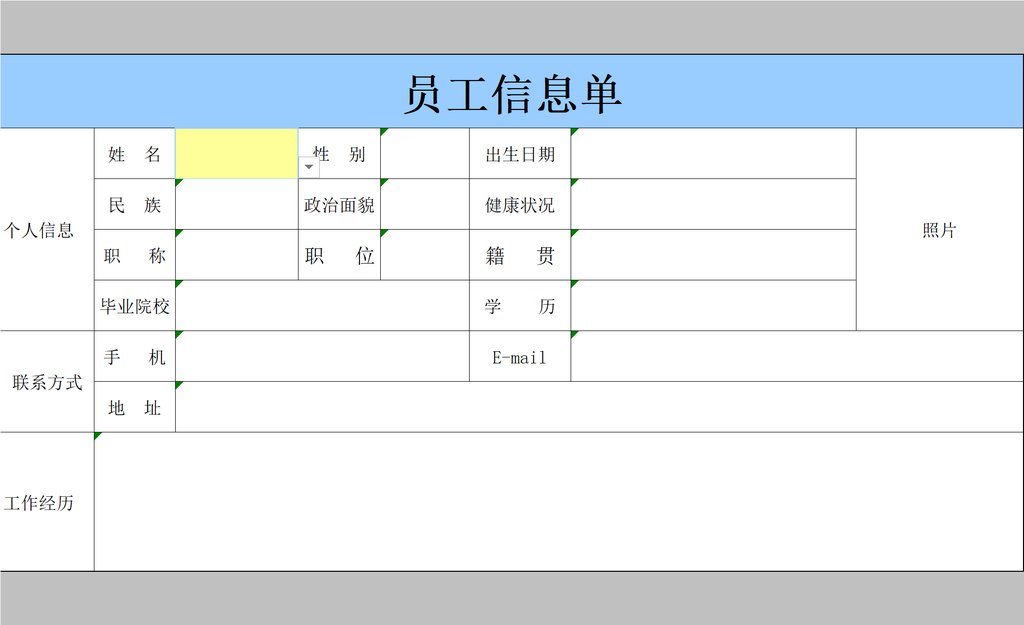 员工信息单
个人信息
姓 名
性 别
出生日期
照片
民 族
政治面貌
健康状况
职 称
职 位
籍 贯
毕业院校
学 历
联系方式
手 机
E-mail
地 址
工作经历